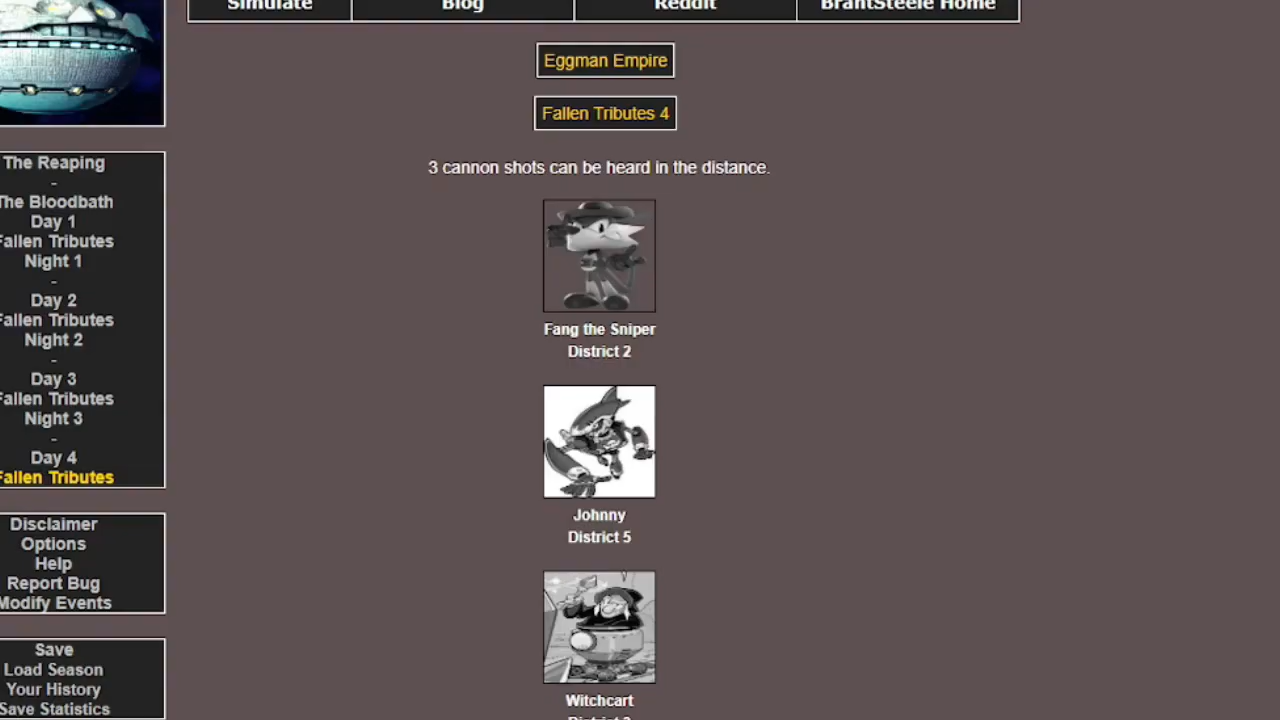 Simulate
Blog
Reddit
BrantSteele Home
Eggman Empire
Fallen Tributes 4
3 cannon shots can be heard in the distance.
Fang the Sniper
District 2
Johnny
District 5
Witchcart
The Reaping
-
The Bloodbath
Day 1
Fallen Tributes
Night 1
-
Day 2
Fallen Tributes
Night 2
-
Day 3
Fallen Tributes
Night 3
-
Day 4
Fallen Tributes
Disclaimer
Options
Help
Report Bug
Modify Events
Save
Load Season
Your History
Save Statistics